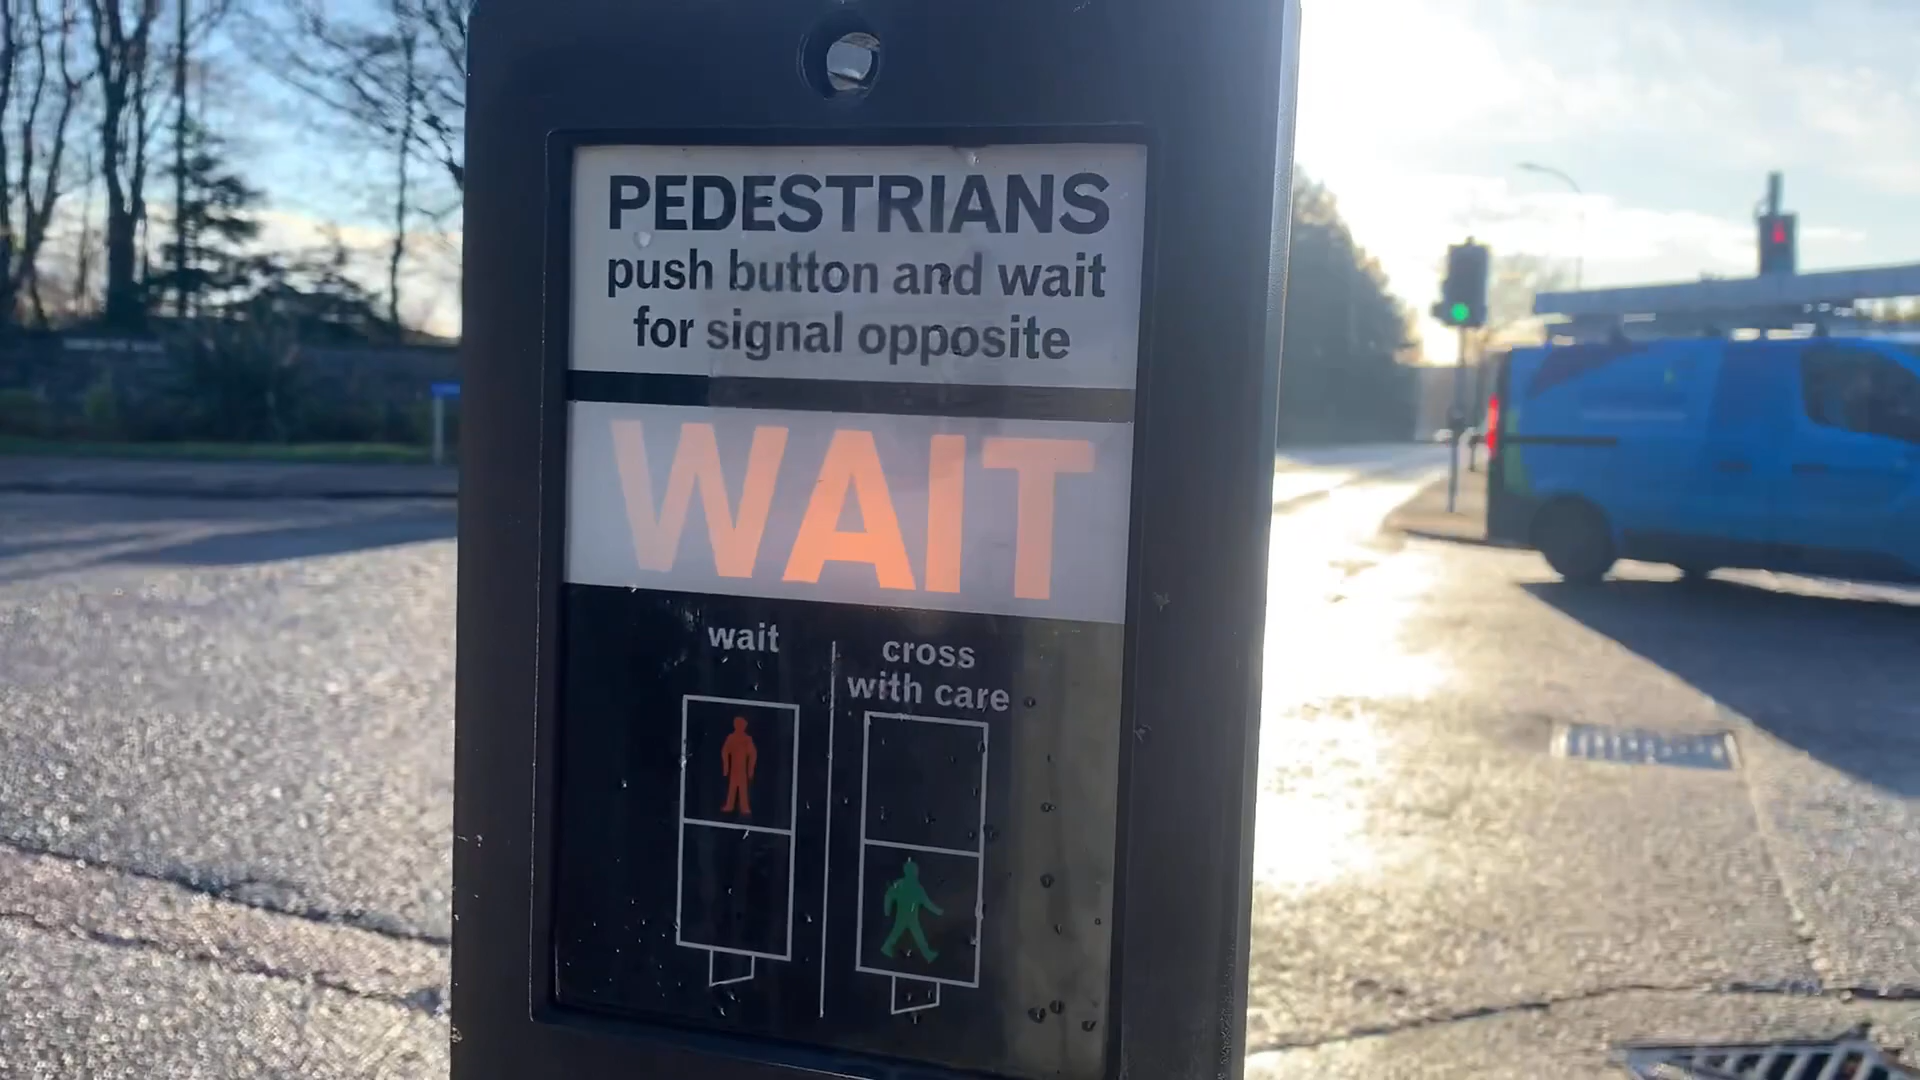 PEDESTRIANS
push button and wait
for signal opposite
WAIT
wait
cross
with care